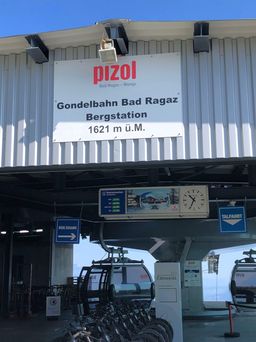 pizol
Bad Ragaz – Wangs
Gondelbahn Bad Ragaz
Bergstation
1621 m ü.M.
TALFAHRT